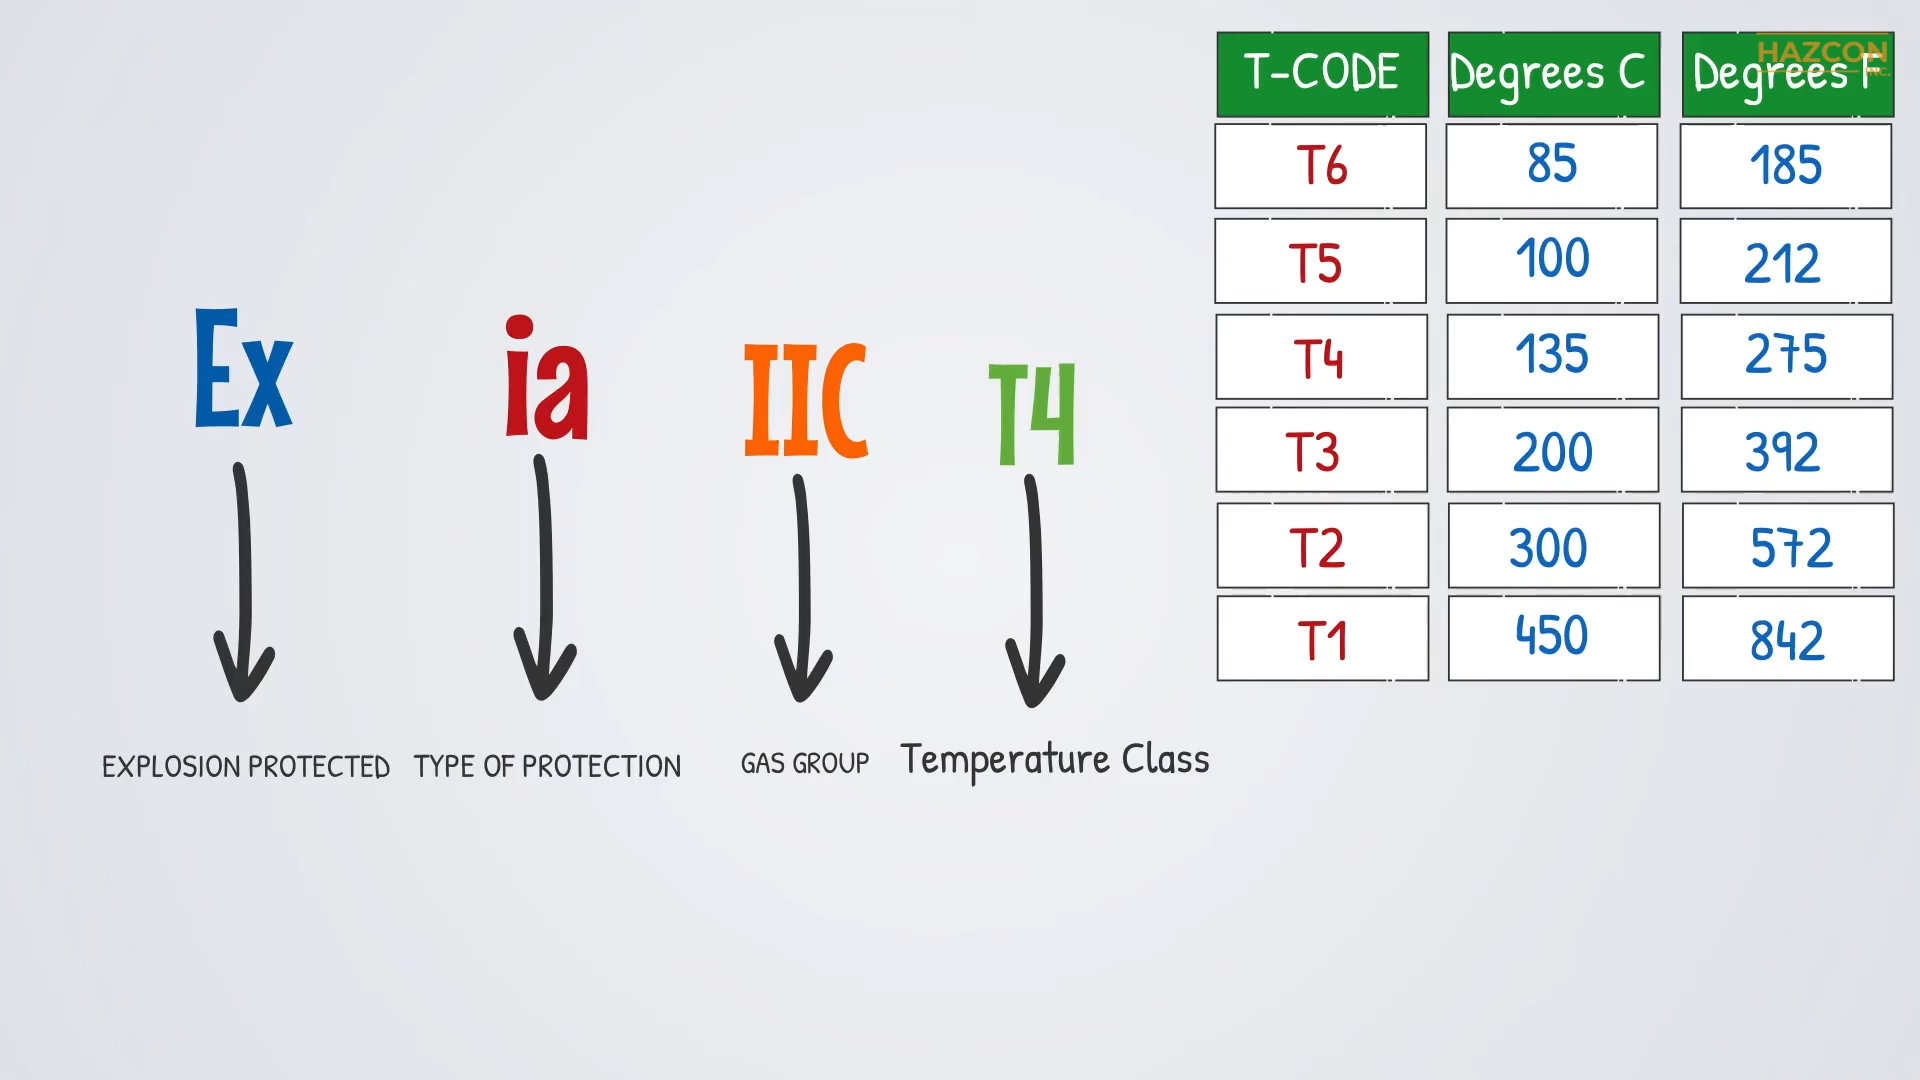 HAZCON
INC.
T-CODE Degrees C Degrees F
T6 85 185
T5 100 212
T4 135 275
T3 200 392
T2 300 572
T1 450 842
Ex ia IIC T4
EXPLOSION PROTECTED TYPE OF PROTECTION GAS GROUP Temperature Class